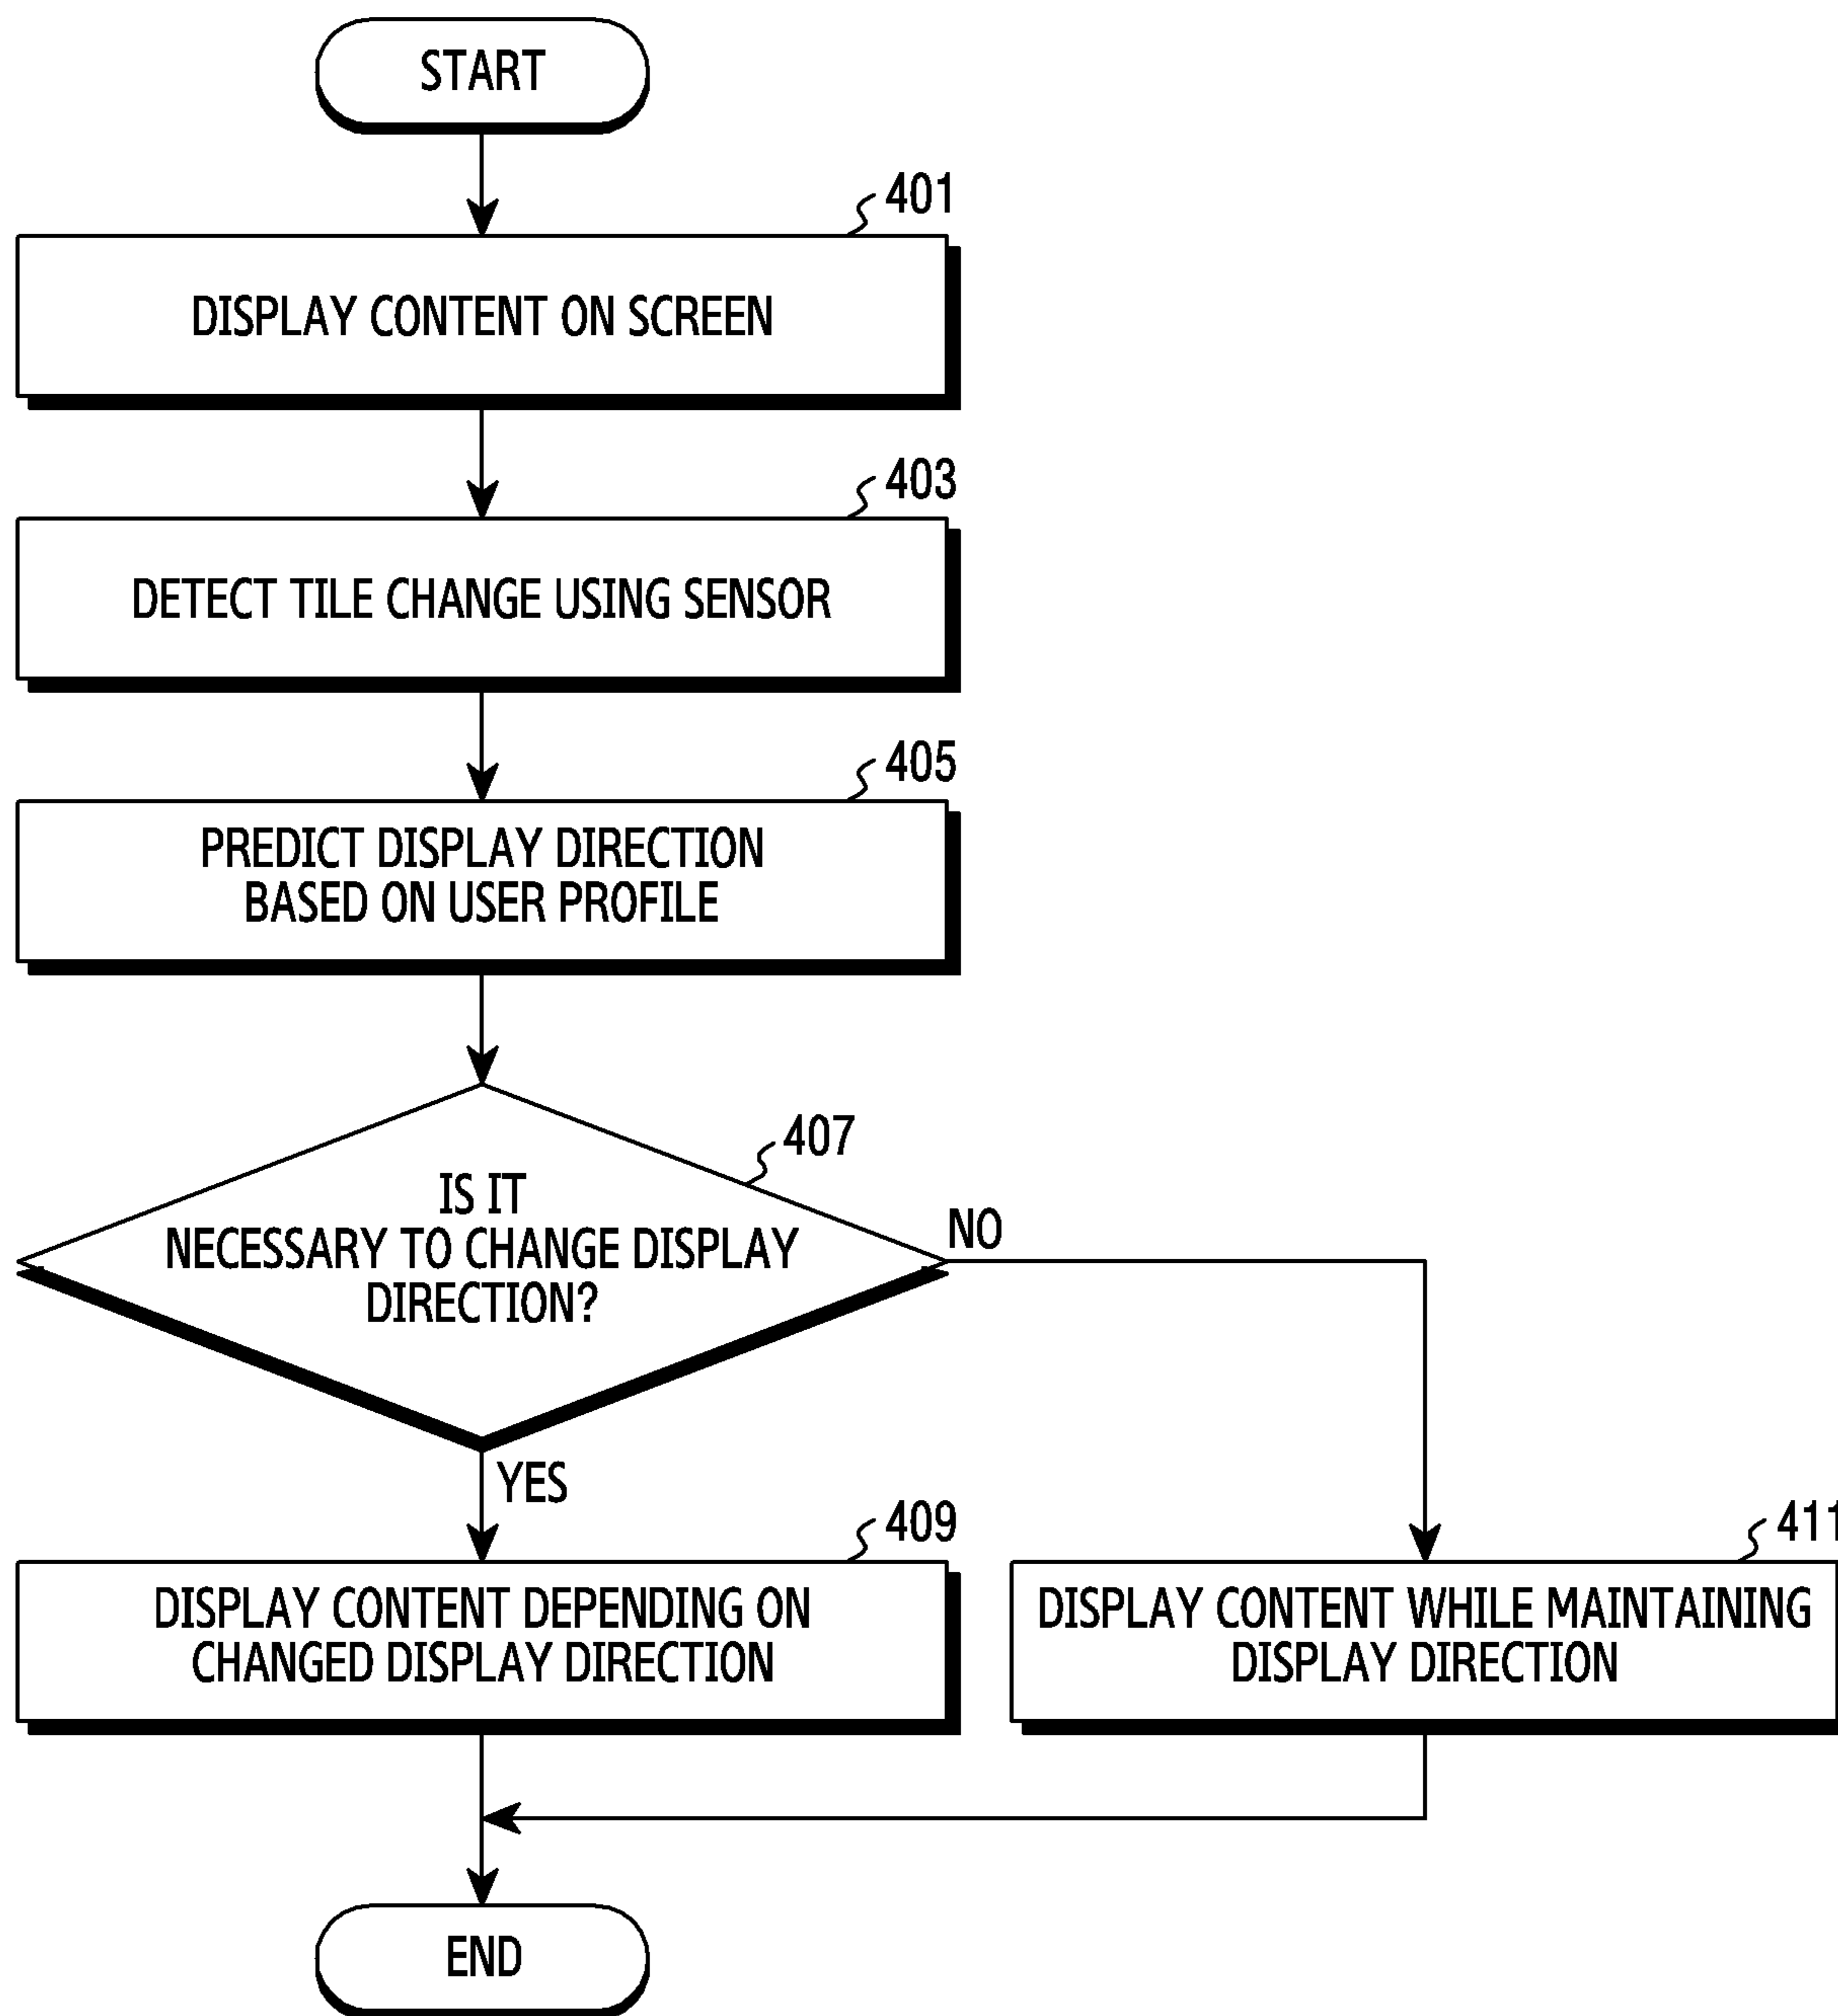 START
401
DISPLAY CONTENT ON SCREEN
403
DETECT TILE CHANGE USING SENSOR
405
PREDICT DISPLAY DIRECTION
BASED ON USER PROFILE
407
IS IT
NECESSARY TO CHANGE DISPLAY
DIRECTION?
NO
YES
409
DISPLAY CONTENT DEPENDING ON
CHANGED DISPLAY DIRECTION
411
DISPLAY CONTENT WHILE MAINTAINING
DISPLAY DIRECTION
END